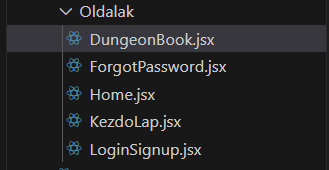 Oldalak
DungeonBook.jsx
ForgotPassword.jsx
Home.jsx
KezdoLap.jsx
LoginSignup.jsx